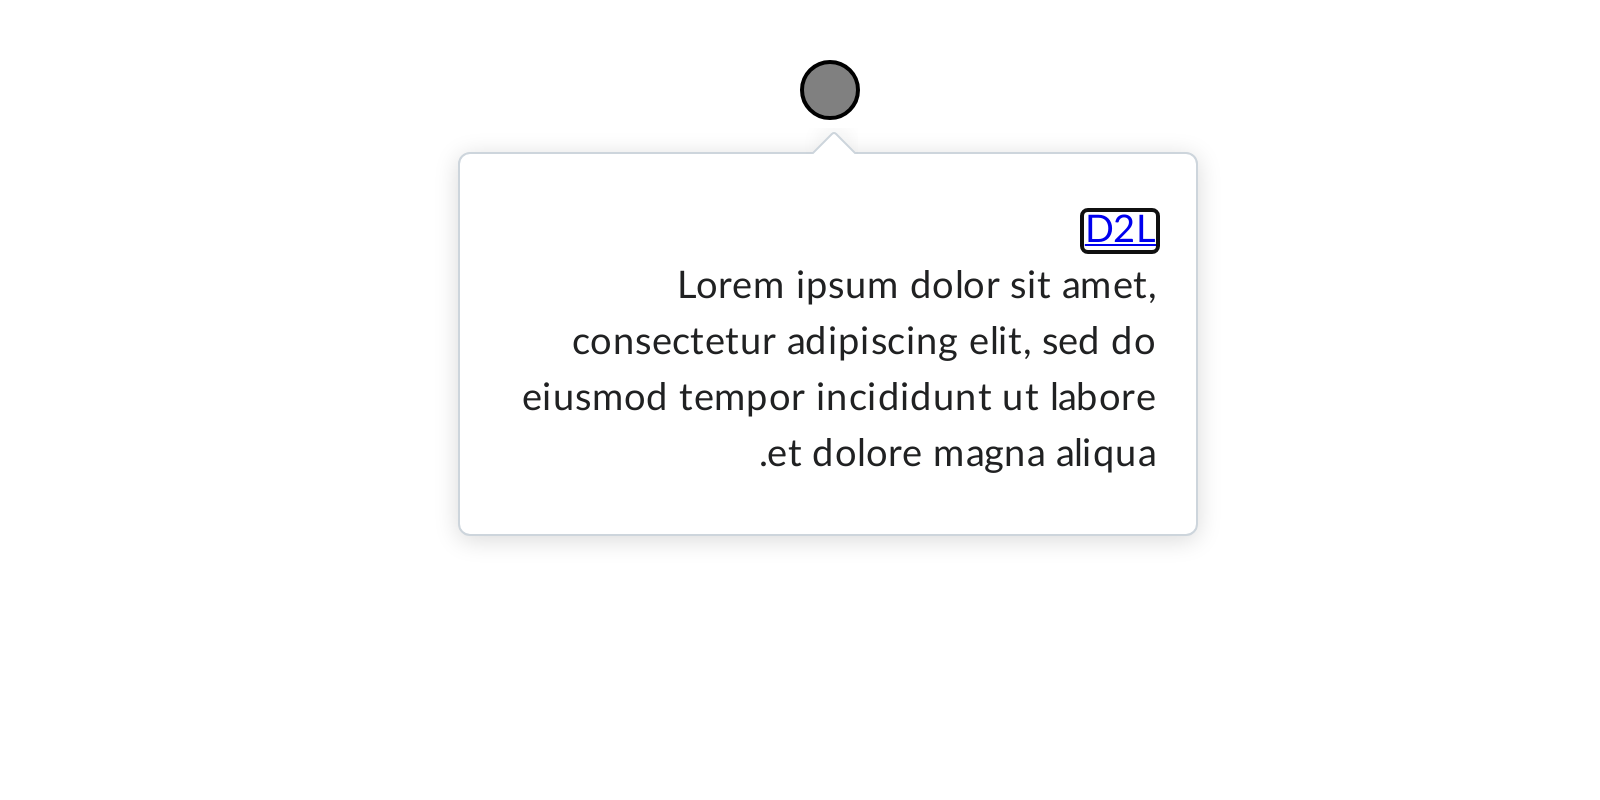 D2L
Lorem ipsum dolor sit amet,
consectetur adipiscing elit, sed do
eiusmod tempor incididunt ut labore
.et dolore magna aliqua